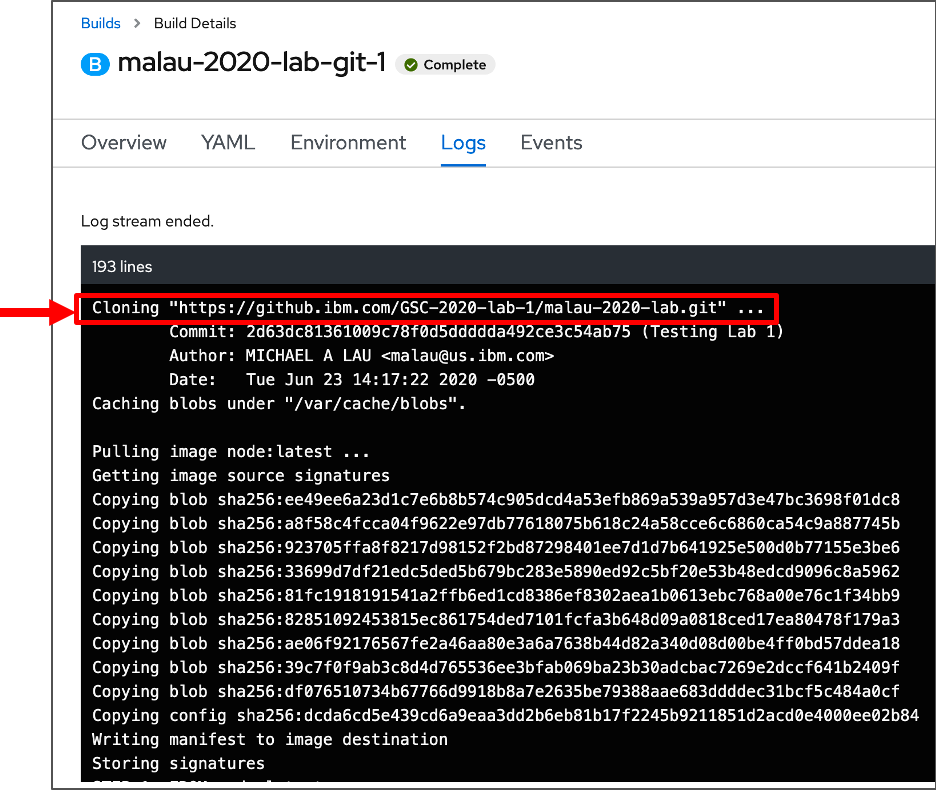 Builds > Build Details
B malau-2020-lab-git-1 Complete
Overview YAML Environment Logs Events
Log stream ended.
193 lines
Cloning "https://github.ibm.com/GSC-2020-lab-1/malau-2020-lab.git" ...
Commit: 2d63dc81361009c78f0d5ddddda492ce3c54ab75 (Testing Lab 1)
Author: MICHAEL A LAU <malau@us.ibm.com>
Date: Tue Jun 23 14:17:22 2020 -0500
Caching blobs under "/var/cache/blobs".
Pulling image node:latest ...
Getting image source signatures
Copying blob sha256:ee49ee6a23d1c7e6b8b574c905dcd4a53efb869a539a957d3e47bc3698f01dc8
Copying blob sha256:a8f58c4fcca04f9622e97db77618075b618c24a58cce6c6860ca54c9a887745b
Copying blob sha256:923705ffa8f8217d98152f2bd87298401ee7d1d7b641925e500d0b77155e3be6
Copying blob sha256:33699d7df21edc5ded5b679bc283e5890ed92c5bf20e53b48edcd9096c8a5962
Copying blob sha256:81fc1918191541a2ffb6ed1cd8386ef8302aea1b0613ebc768a00e76c1f34bb9
Copying blob sha256:82851092453815ec861754ded7101fcfa3b648d09a0818ced17ea80478f179a3
Copying blob sha256:ae06f92176567fe2a46aa80e3a6a7638b44d82a340d08d00be4ff0bd57ddea18
Copying blob sha256:39c7f0f9ab3c8d4d765536ee3bfab069ba23b30adcbac7269e2dccf641b2409f
Copying blob sha256:df076510734b67766d9918b8a7e2635be79388aae683ddddec31bcf5c484a0cf
Copying config sha256:dcda6cd5e439cd6a9eaa3dd2b6eb81b17f2245b9211851d2acd0e4000ee02b84
Writing manifest to image destination
Storing signatures